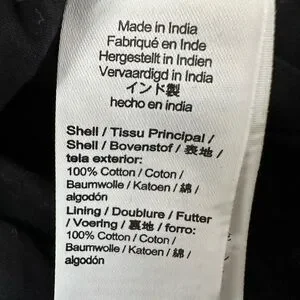 Made in India
Fabriqué en Inde
Hergestellt in Indien
Vervaardigd in India
インド製
hecho en india
Shell / Tissu Principal /
Shell / Bovenstof / 表地 /
tela exterior:
100% Cotton / Coton /
Baumwolle / Katoen / 綿 /
algodón
Lining / Doublure / Futter
/ Voering / 裏地 / forro:
100% Cotton / Coton /
Baumwolle / Katoen / 綿 /
algodón